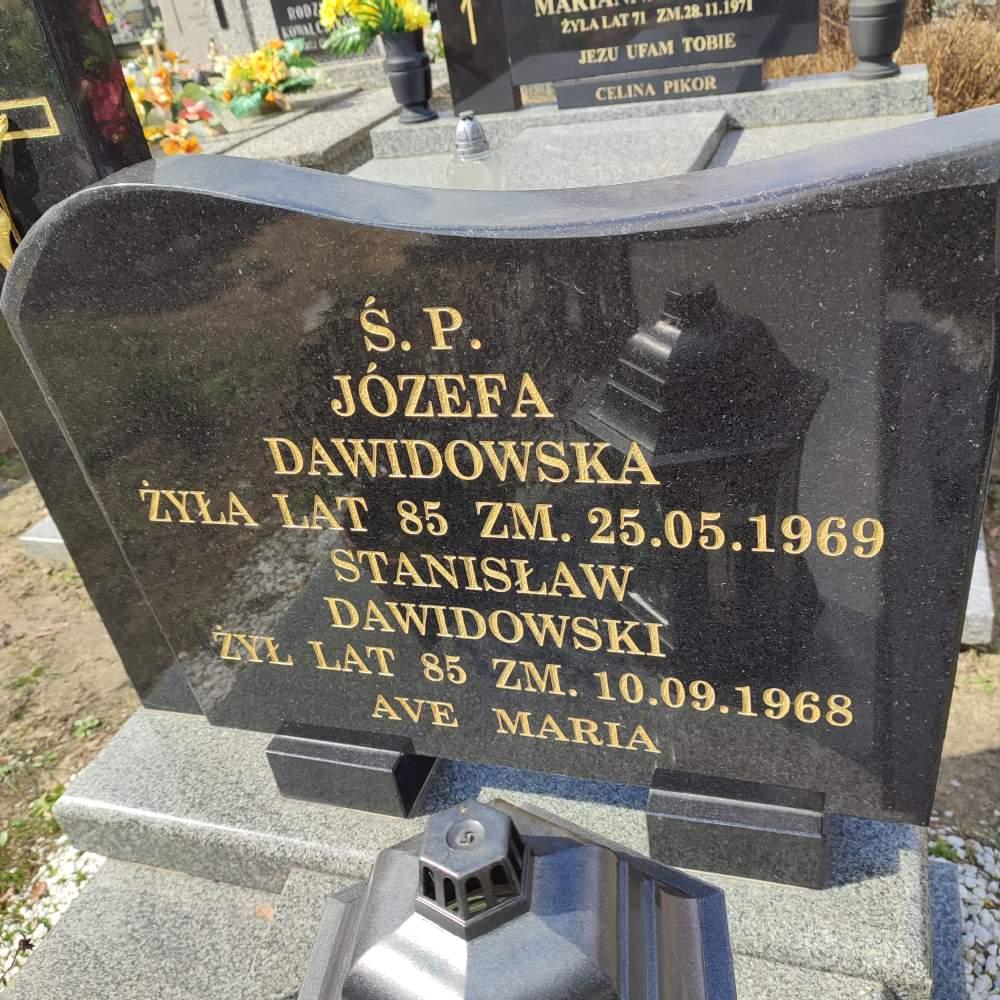 ŻYŁA LAT 71 ZM. 28.11.1971
JEZU UFAM TOBIE
CELINA PIKOR
Ś. P.
JÓZEFA
DAWIDOWSKA
ŻYŁA LAT 85 ZM. 25.05.1969
STANISŁAW
DAWIDOWSKI
ŻYŁ LAT 85 ZM. 10.09.1968
AVE MARIA